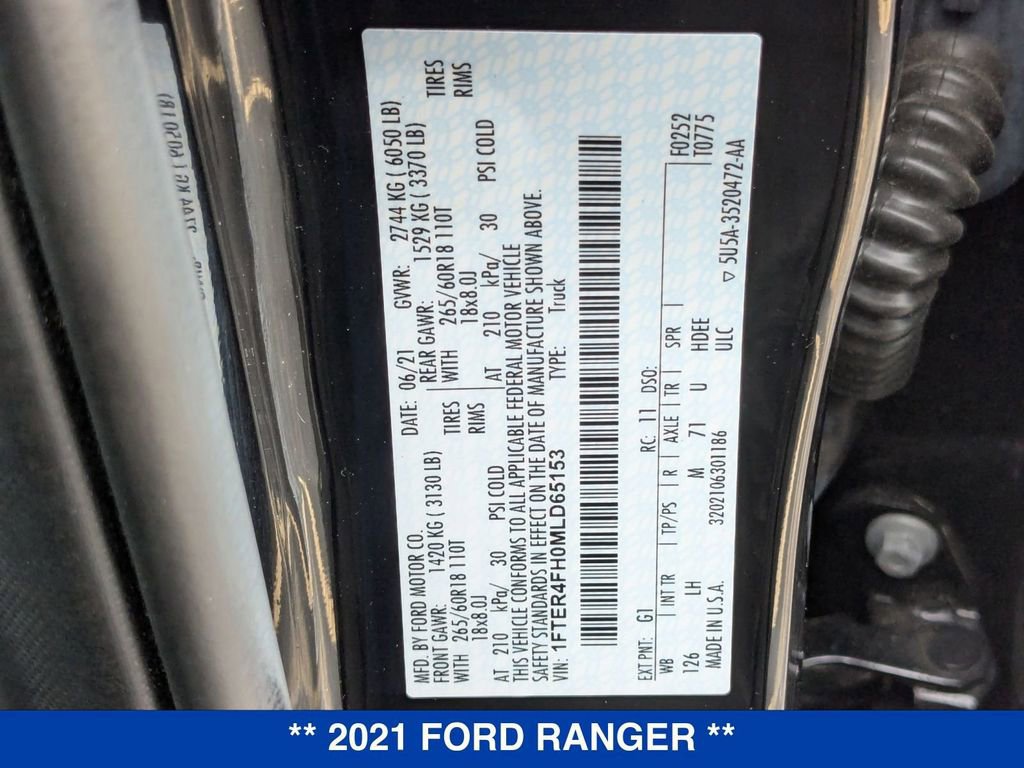 MFD. BY FORD MOTOR CO. DATE: 06/21 GVWR: 2744 KG ( 6050 LB)
FRONT GAWR: 1420 KG ( 3130 LB) REAR GAWR: 1529 KG ( 3370 LB)
WITH 265/60R18 110T TIRES WITH 265/60R18 110T TIRES
18x8.0J RIMS 18x8.0J RIMS
AT 210 kPa/ 30 PSI COLD AT 210 kPa/ 30 PSI COLD
THIS VEHICLE CONFORMS TO ALL APPLICABLE FEDERAL MOTOR VEHICLE
SAFETY STANDARDS IN EFFECT ON THE DATE OF MANUFACTURE SHOWN ABOVE.
VIN: 1FTER4FH0MLD65153 TYPE: Truck
F0252
EXT PNT: G1 RC: 11 DSO: T0775
WB INT TR TP/PS R AXLE TR SPR
126 LH M 71 U HDEE
ULC
MADE IN U.S.A. 3202106301186 ▽ 5U5A-3520472-AA
** 2021 FORD RANGER **